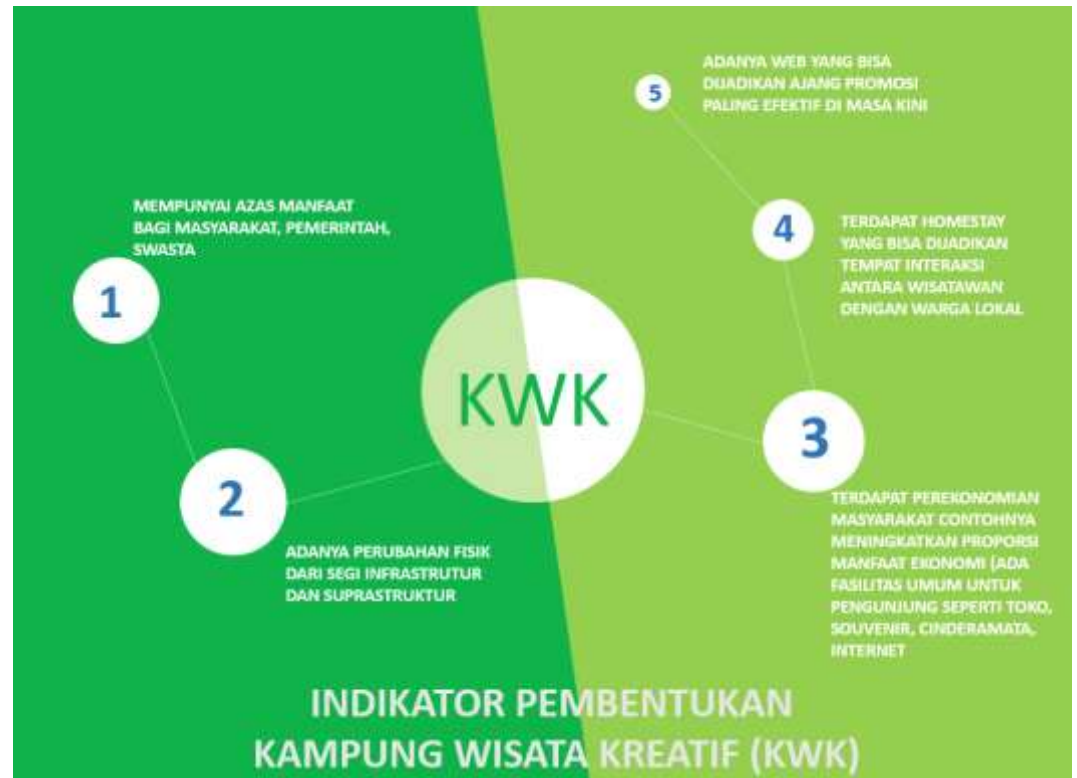 1
MEMPUNYAI AZAS MANFAAT
BAGI MASYARAKAT, PEMERINTAH,
SWASTA
2
ADANYA PERUBAHAN FISIK
DARI SEGI INFRASTRUTUR
DAN SUPRASTRUKTUR
KWK
3
TERDAPAT PEREKONOMIAN
MASYARAKAT CONTOHNYA
MENINGKATKAN PROPORSI
MANFAAT EKONOMI (ADA
FASILITAS UMUM UNTUK
PENGUNJUNG SEPERTI TOKO,
SOUVENIR, CINDERAMATA,
INTERNET
4
TERDAPAT HOMESTAY
YANG BISA DIJADIKAN
TEMPAT INTERAKSI
ANTARA WISATAWAN
DENGAN WARGA LOKAL
5
ADANYA WEB YANG BISA
DIJADIKAN AJANG PROMOSI
PALING EFEKTIF DI MASA KINI
INDIKATOR PEMBENTUKAN
KAMPUNG WISATA KREATIF (KWK)